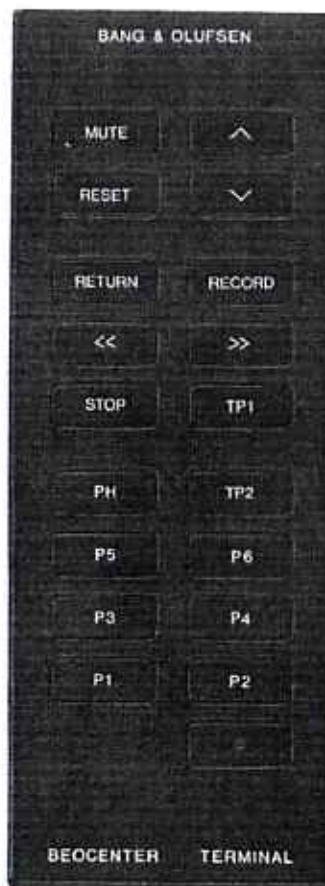 BANG & OLUFSEN
MUTE ^
RESET v
RETURN RECORD
<< >>
STOP TP1
PH TP2
P5 P6
P3 P4
P1 P2
BEOCENTER TERMINAL